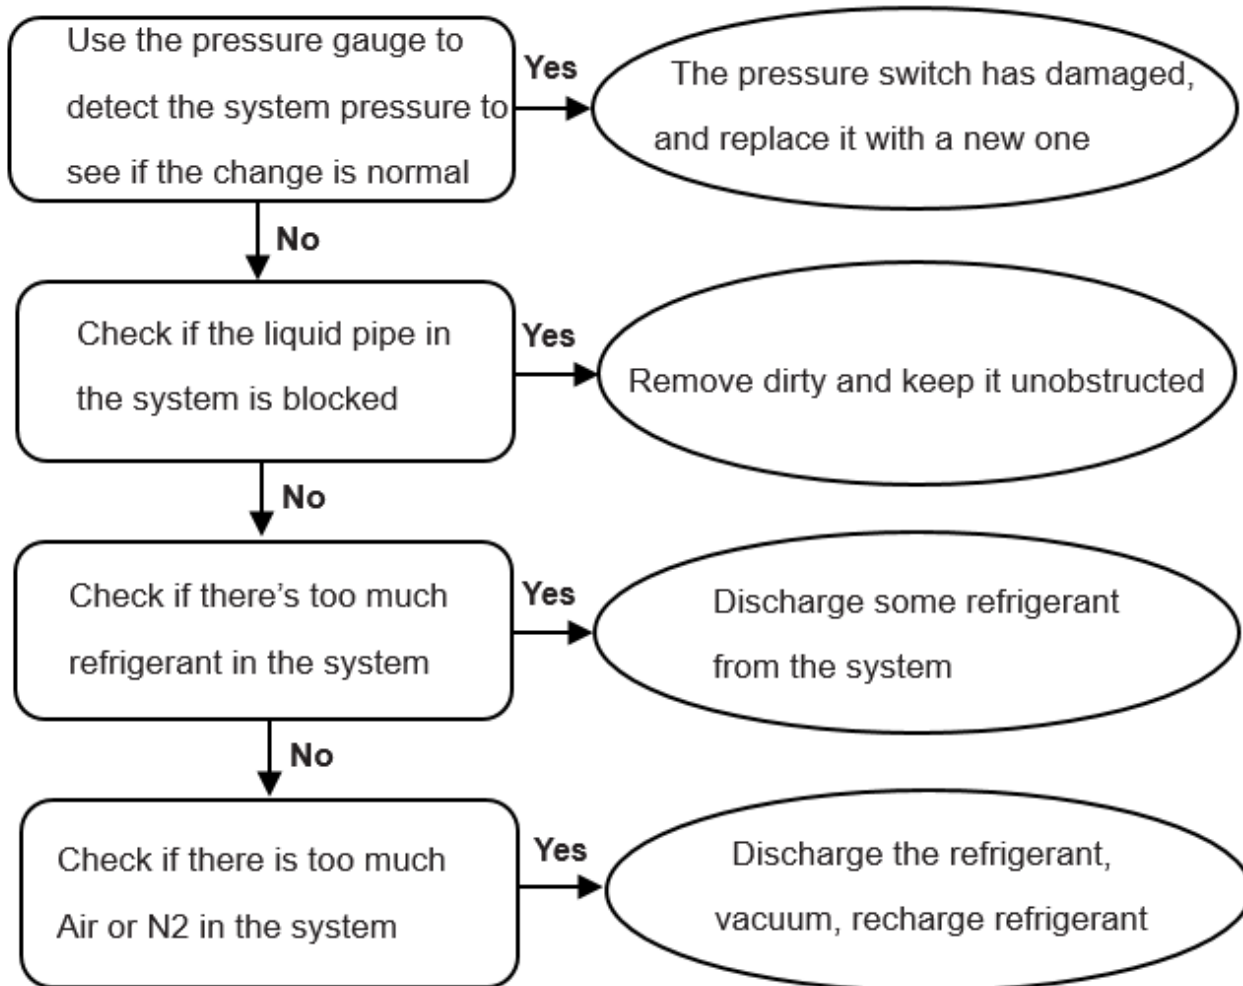 Use the pressure gauge to
detect the system pressure to
see if the change is normal
Yes
The pressure switch has damaged,
and replace it with a new one
No
Check if the liquid pipe in
the system is blocked
Yes
Remove dirty and keep it unobstructed
No
Check if there’s too much
refrigerant in the system
Yes
Discharge some refrigerant
from the system
No
Check if there is too much
Air or N2 in the system
Yes
Discharge the refrigerant,
vacuum, recharge refrigerant